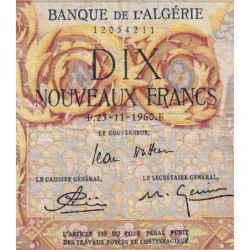 BANQUE DE L'ALGÉRIE
12054211
DIX
NOUVEAUX FRANCS
F.25-11-1960.F
LE GOUVERNEUR,
LE CAISSIER GÉNÉRAL,
LE SECRÉTAIRE GÉNÉRAL,
L'ARTICLE 139 DU CODE PÉNAL PUNIT
DES TRAVAUX FORCÉS LE CONTREFACTEUR